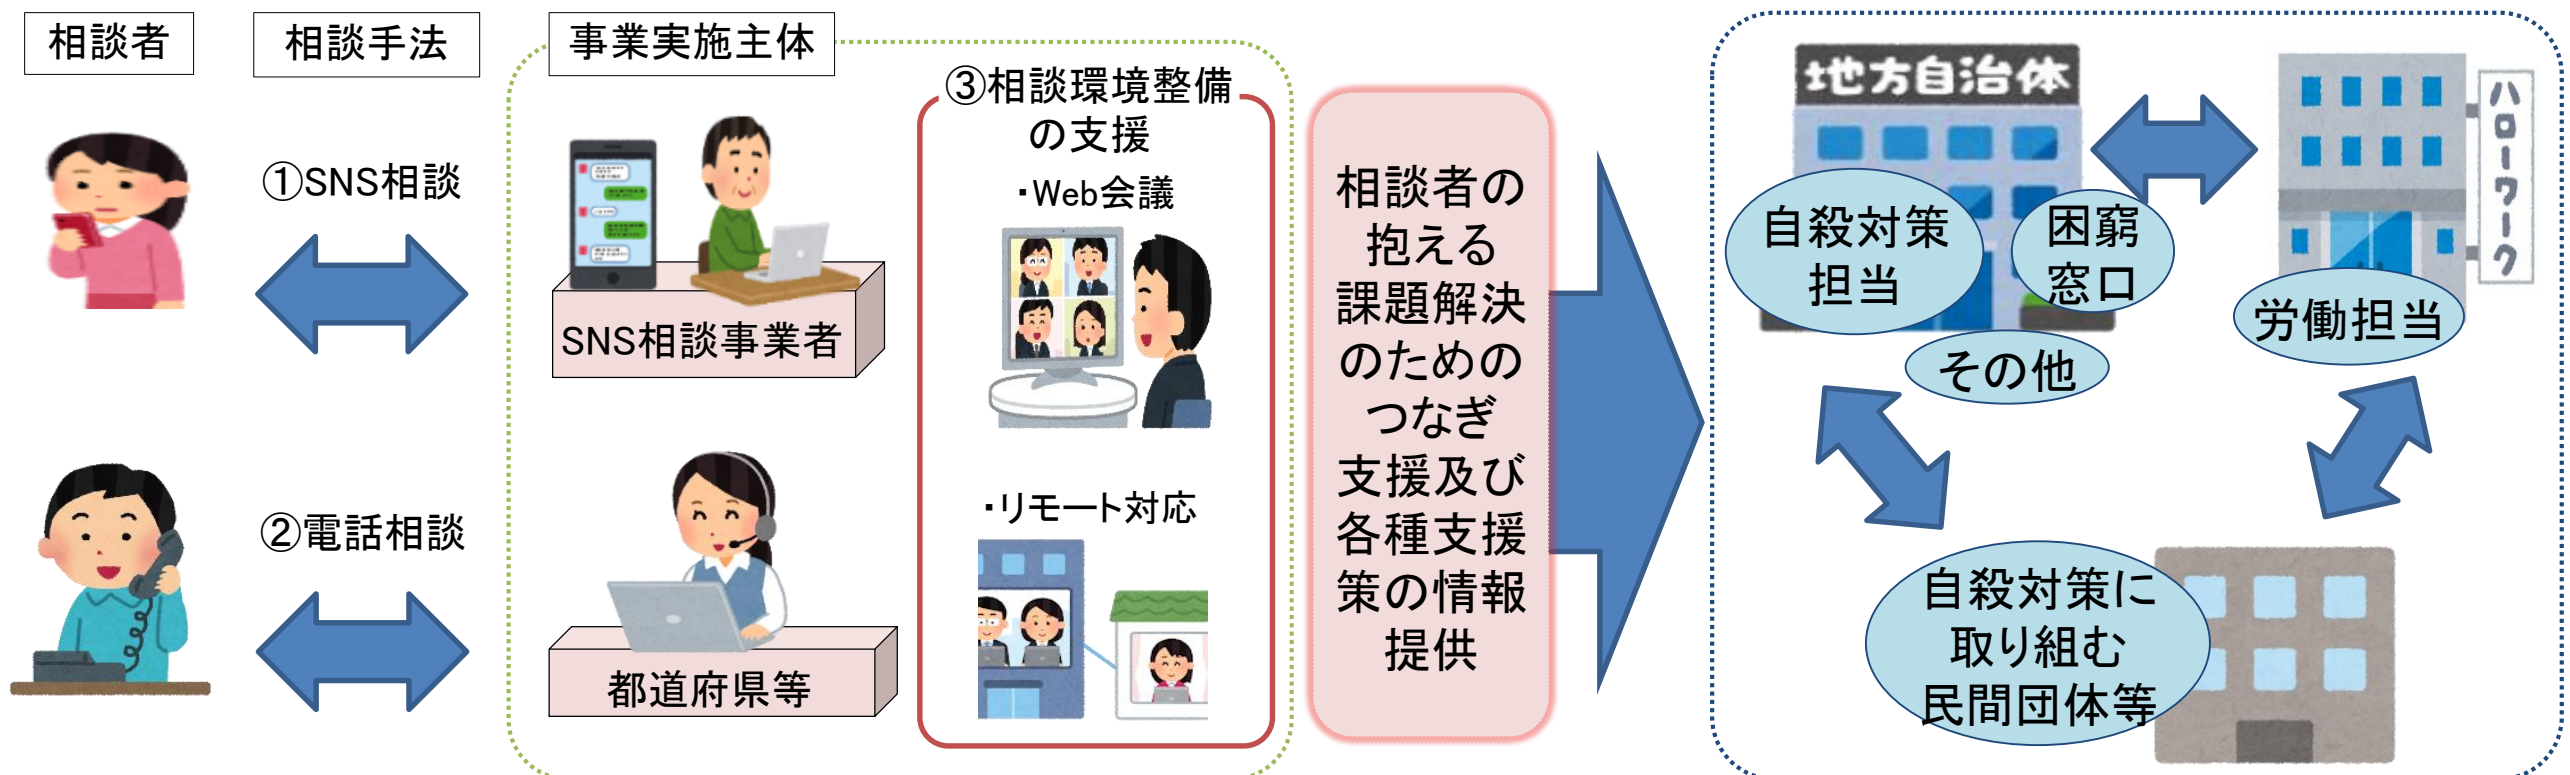 相談者
相談手法
事業実施主体
①SNS相談
②電話相談
SNS相談事業者
都道府県等
③相談環境整備
の支援
・Web会議
・リモート対応
相談者の
抱える
課題解決
のための
つなぎ
支援及び
各種支援
策の情報
提供
地方自治体
自殺対策
担当
困窮
窓口
その他
ハローワーク
労働担当
自殺対策に
取り組む
民間団体等